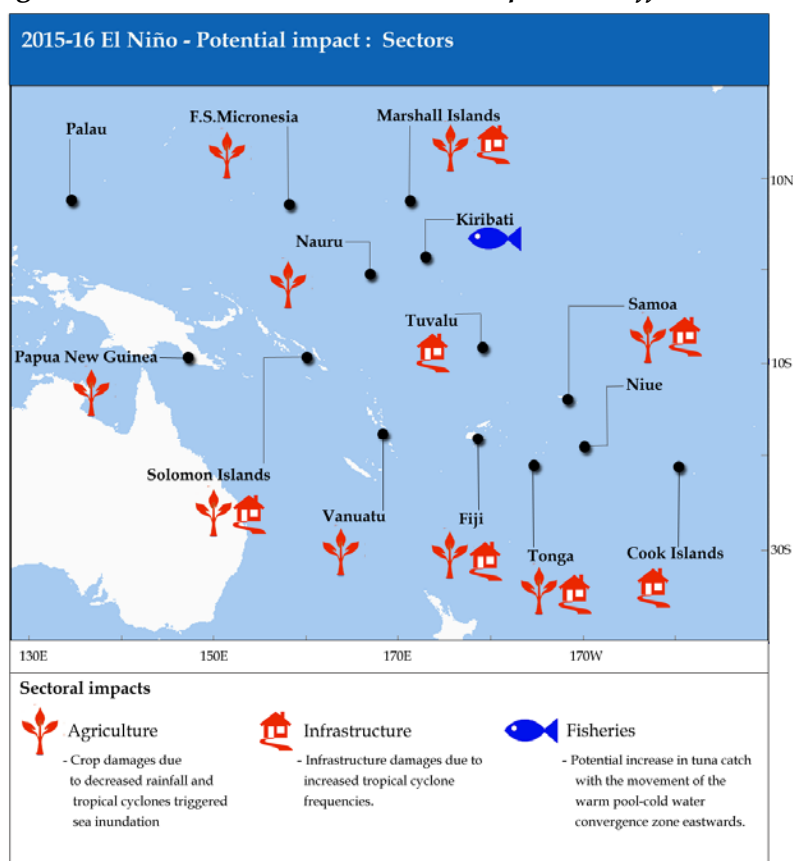 2015-16 El Niño - Potential impact : Sectors
Palau
F.S.Micronesia
Marshall Islands
10N
Kiribati
Nauru
Samoa
Tuvalu
Papua New Guinea
10S
Niue
Solomon Islands
Vanuatu
Fiji
Tonga
Cook Islands
30S
130E
150E
170E
170W
Sectoral impacts
Agriculture
- Crop damages due
to decreased rainfall and
tropical cyclones triggered
sea inundation
Infrastructure
- Infrastructure damages due to
increased tropical cyclone
frequencies.
Fisheries
- Potential increase in tuna catch
with the movement of the
warm pool-cold water
convergence zone eastwards.